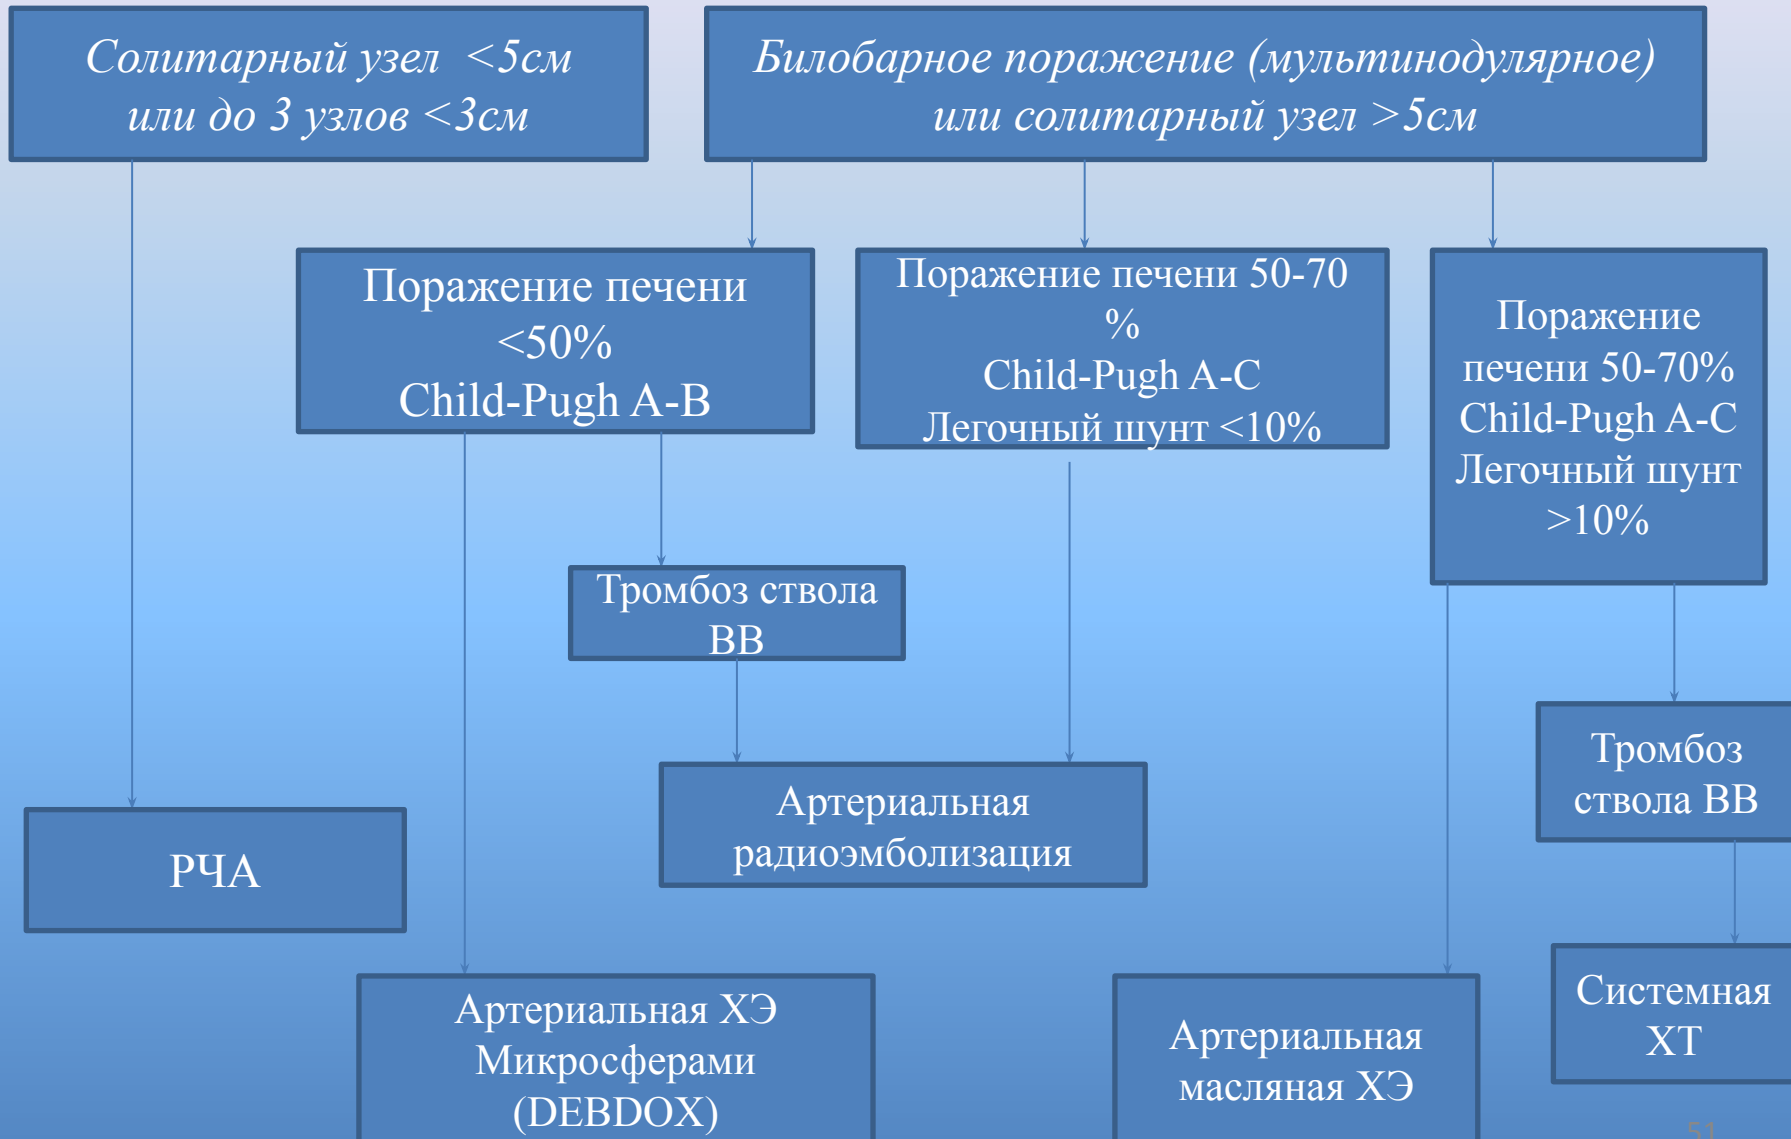 Солитарный узел <5см
или до 3 узлов <3см
Билобарное поражение (мультинодулярное)
или солитарный узел >5см
Поражение печени
<50%
Child-Pugh A-B
Поражение печени 50-70
%
Child-Pugh A-C
Легочный шунт <10%
Поражение
печени 50-70%
Child-Pugh A-C
Легочный шунт
>10%
Тромбоз ствола
ВВ
Тромбоз
ствола ВВ
Артериальная
радиоэмболизация
РЧА
Системная
ХТ
Артериальная ХЭ
Микросферами
(DEBDOX)
Артериальная
масляная ХЭ
51